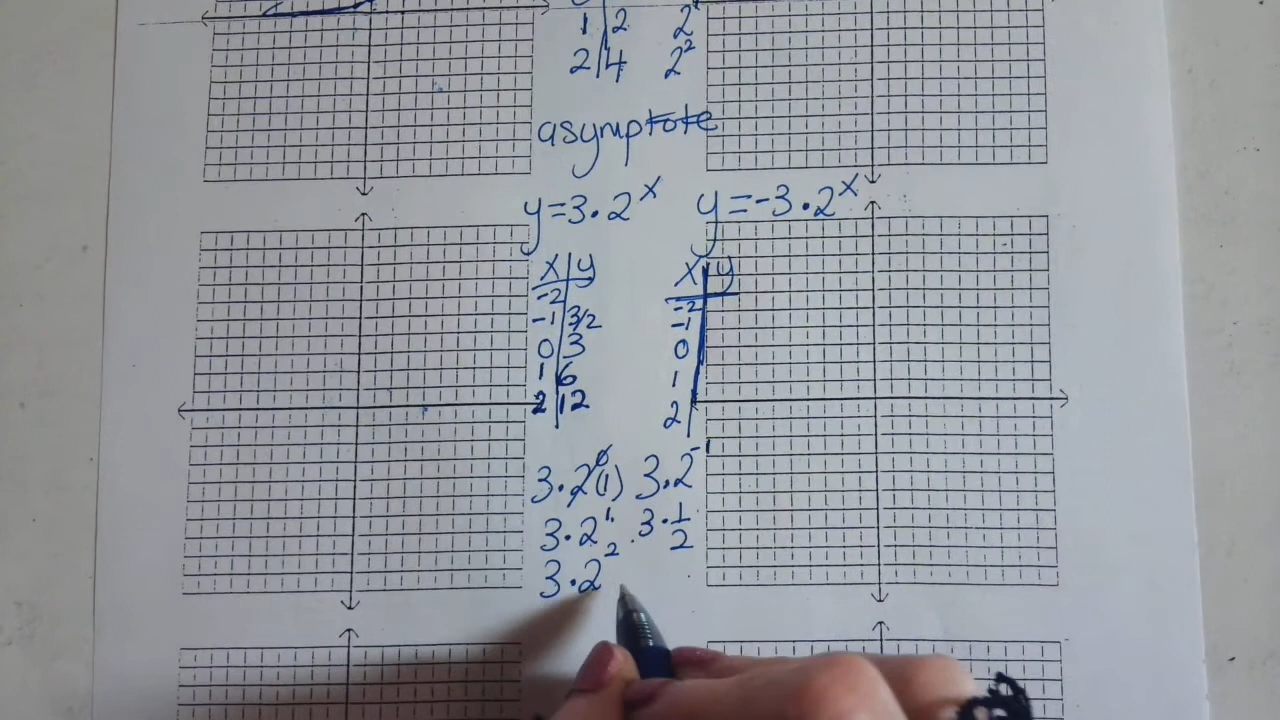 1 | 2 2¹
2 | 4 2²
asymptote
y = 3 · 2^x
x | y
-2 |
-1 | 3/2
0 | 3
1 | 6
2 | 12
3 · 2⁰ (1)
3 · 2¹
3 · 2²
y = -3 · 2^x
x | y
-2
-1
0
1
2
3 · 2⁻¹
3 · 1/2